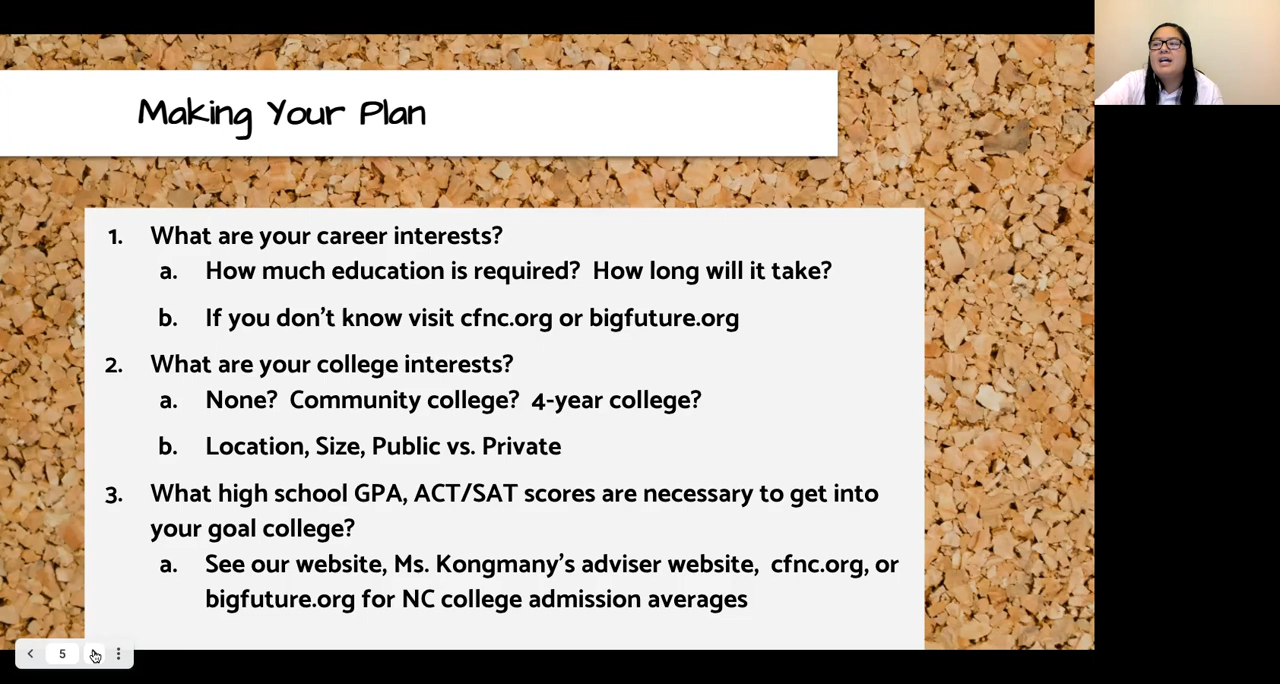 Making Your Plan
1. What are your career interests?
a. How much education is required?  How long will it take?
b. If you don't know visit cfnc.org or bigfuture.org
2. What are your college interests?
a. None?  Community college?  4-year college?
b. Location, Size, Public vs. Private
3. What high school GPA, ACT/SAT scores are necessary to get into
your goal college?
a. See our website, Ms. Kongmany's adviser website,  cfnc.org, or
bigfuture.org for NC college admission averages
5